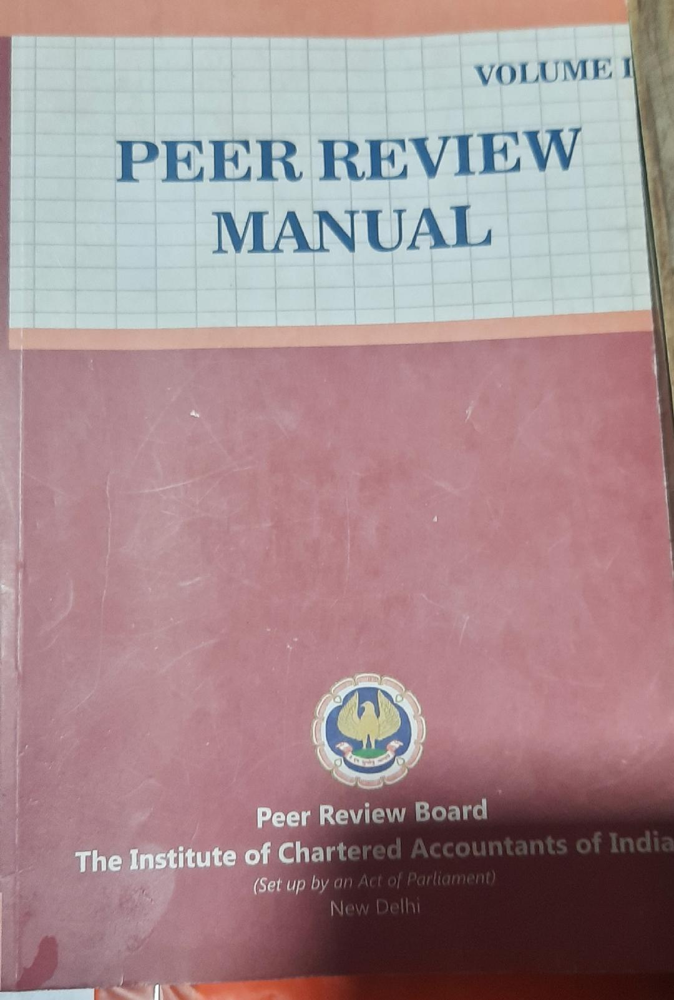 VOLUME I
PEER REVIEW
MANUAL
Peer Review Board
The Institute of Chartered Accountants of India
(Set up by an Act of Parliament)
New Delhi